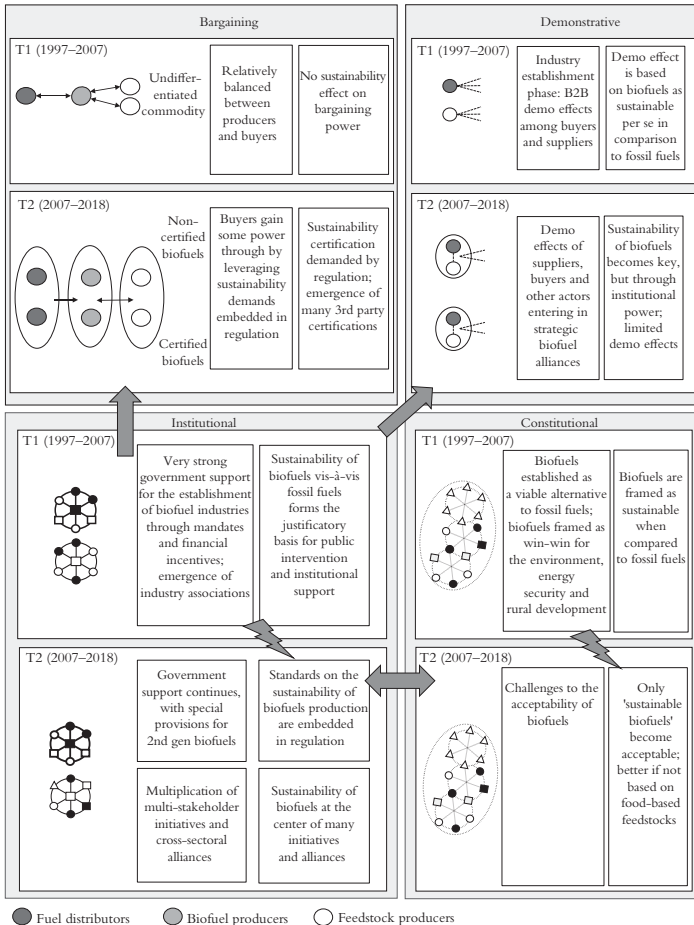 Bargaining
T1 (1997–2007)
Undiffer-
entiated
commodity
Relatively
balanced
between
producers
and buyers
No sustainability
effect on
bargaining
power
T2 (2007–2018)
Non-
certified
biofuels
Certified
biofuels
Buyers gain
some power
through by
leveraging
sustainability
demands
embedded in
regulation
Sustainability
certification
demanded by
regulation;
emergence of
many 3rd party
certifications
Demonstrative
T1 (1997–2007)
Industry
establishment
phase: B2B
demo effects
among buyers
and suppliers
Demo effect
is based
on biofuels as
sustainable
per se in
comparison
to fossil fuels
T2 (2007–2018)
Demo
effects of
suppliers,
buyers and
other actors
entering in
strategic
biofuel
alliances
Sustainability
of biofuels
becomes key,
but through
institutional
power;
limited
demo effects
Institutional
T1 (1997–2007)
Very strong
government support
for the establishment
of biofuel industries
through mandates
and financial
incentives;
emergence of
industry associations
Sustainability of
biofuels vis-à-vis
fossil fuels
forms the
justificatory
basis for public
intervention
and institutional
support
T2 (2007–2018)
Government
support continues,
with special
provisions for
2nd gen biofuels
Standards on the
sustainability of
biofuels production
are embedded
in regulation
Multiplication of
multi-stakeholder
initiatives and
cross-sectoral
alliances
Sustainability of
biofuels at the
center of many
initiatives
and alliances
Constitutional
T1 (1997–2007)
Biofuels
established as
a viable alternative
to fossil fuels;
biofuels framed as
win–win for
the environment,
energy
security and
rural development
Biofuels are
framed as
sustainable
when
compared
to fossil fuels
T2 (2007–2018)
Challenges to the
acceptability of
biofuels
Only
'sustainable
biofuels'
become
acceptable;
better if not
based on
food-based
feedstocks
Fuel distributors
Biofuel producers
Feedstock producers